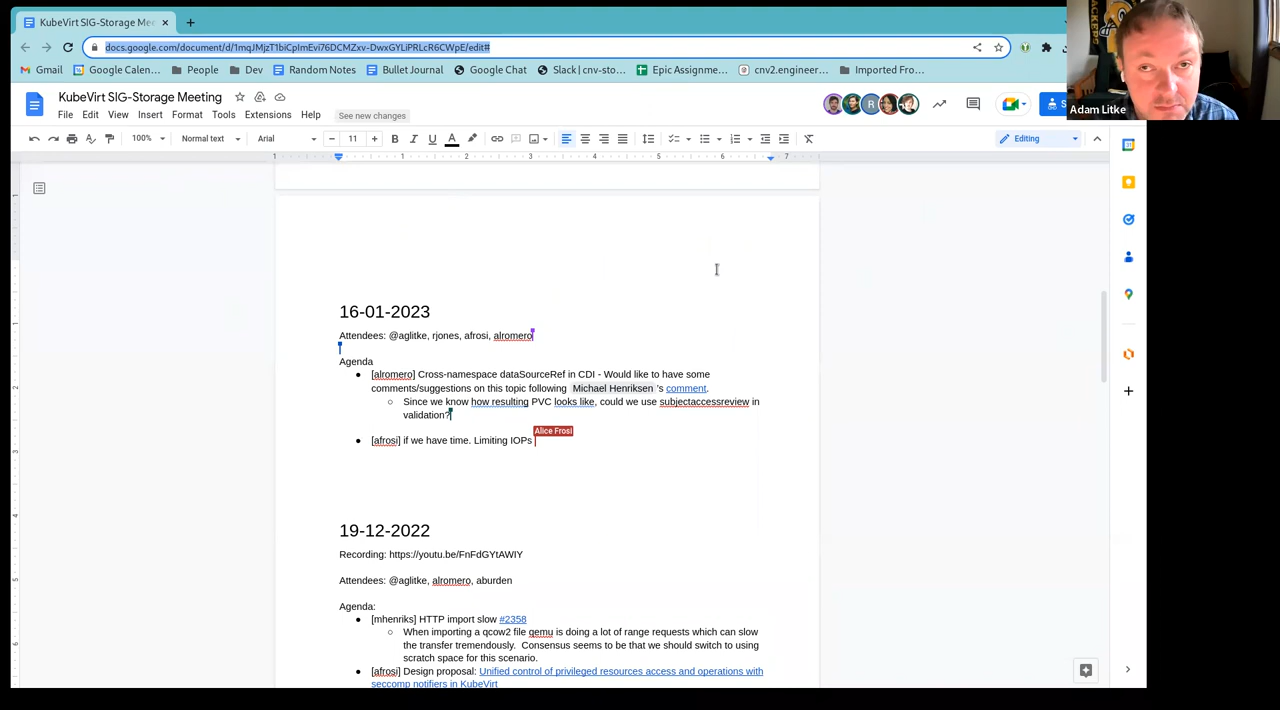 KubeVirt SIG-Storage Mee
docs.google.com/document/d/1mqJMjzT1biCpImEvi76DCMZxv-DwxGYLiPRLcR6CWpE/edit#
Gmail Google Calen... People Dev Random Notes Bullet Journal Google Chat Slack | cnv-sto... Epic Assignme... cnv2.engineer... Imported Fro...
Adam Litke
KubeVirt SIG-Storage Meeting
File Edit View Insert Format Tools Extensions Help See new changes
R
100% Normal text Arial 11 Editing
1 1 2 3 4 5 6 7
16-01-2023
Attendees: @aglitke, rjones, afrosi, alromero
Agenda
[alromero] Cross-namespace dataSourceRef in CDI - Would like to have some
comments/suggestions on this topic following Michael Henriksen 's comment.
Since we know how resulting PVC looks like, could we use subjectaccessreview in
validation?
Alice Frosi
[afrosi] if we have time. Limiting IOPs
19-12-2022
Recording: https://youtu.be/FnFdGYtAWIY
Attendees: @aglitke, alromero, aburden
Agenda:
[mhenriks] HTTP import slow #2358
When importing a qcow2 file qemu is doing a lot of range requests which can slow
the transfer tremendously. Consensus seems to be that we should switch to using
scratch space for this scenario.
[afrosi] Design proposal: Unified control of privileged resources access and operations with
seccomp notifiers in KubeVirt